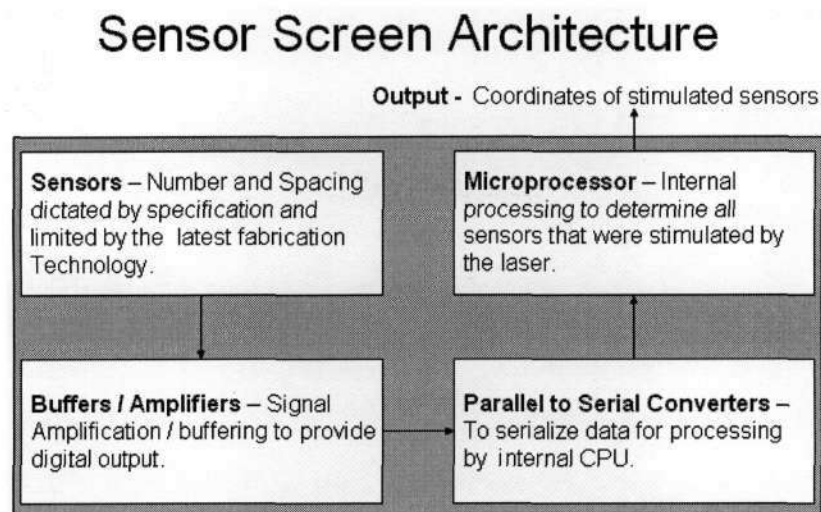 Sensor Screen Architecture
Output - Coordinates of stimulated sensors
Sensors – Number and Spacing
dictated by specification and
limited by the latest fabrication
Technology.
Microprocessor – Internal
processing to determine all
sensors that were stimulated by
the laser.
Buffers / Amplifiers – Signal
Amplification / buffering to provide
digital output.
Parallel to Serial Converters –
To serialize data for processing
by internal CPU.